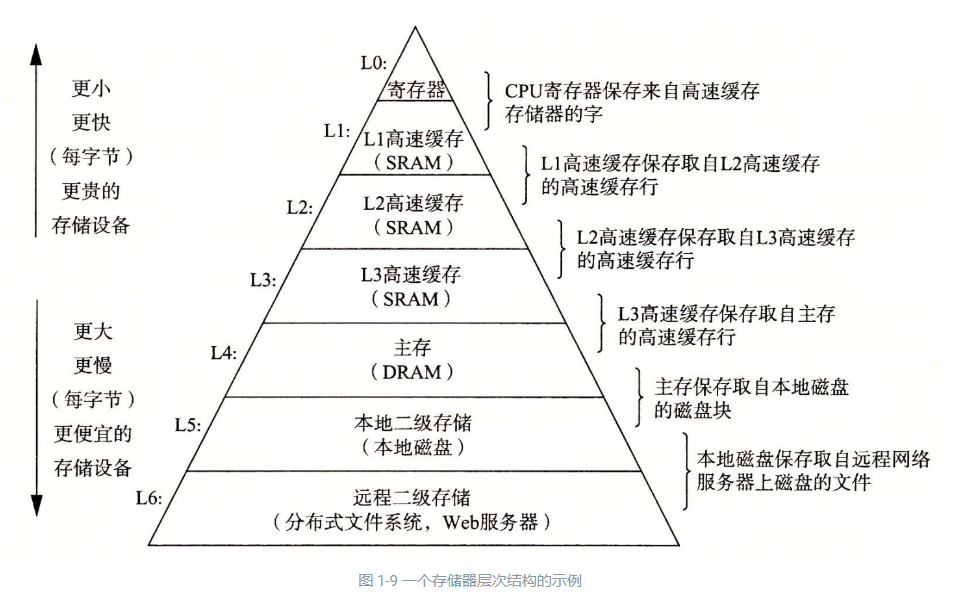 更小
更快
（每字节）
更贵的
存储设备
更大
更慢
（每字节）
更便宜的
存储设备
L0:
寄存器
CPU寄存器保存来自高速缓存
存储器的字
L1:
L1高速缓存
（SRAM）
L1高速缓存保存取自L2高速缓存
的高速缓存行
L2:
L2高速缓存
（SRAM）
L2高速缓存保存取自L3高速缓存
的高速缓存行
L3:
L3高速缓存
（SRAM）
L3高速缓存保存取自主存
的高速缓存行
L4:
主存
（DRAM）
主存保存取自本地磁盘
的磁盘块
L5:
本地二级存储
（本地磁盘）
本地磁盘保存取自远程网络
服务器上磁盘的文件
L6:
远程二级存储
（分布式文件系统，Web服务器）
图 1-9 一个存储器层次结构的示例